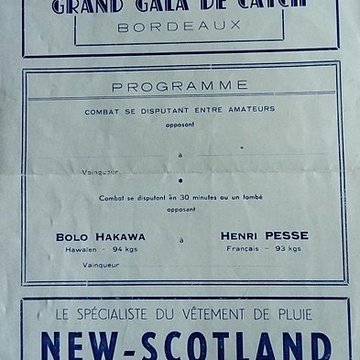 GRAND GALA DE CATCH
BORDEAUX
PROGRAMME
COMBAT SE DISPUTANT ENTRE AMATEURS
opposant
à
Vainqueur
Combat se disputant en 30 minutes ou un tombé
opposant
BOLO HAKAWA à HENRI PESSE
Hawaïen - 94 kgs Français - 93 kgs
Vainqueur
LE SPÉCIALISTE DU VÊTEMENT DE PLUIE
NEW-SCOTLAND